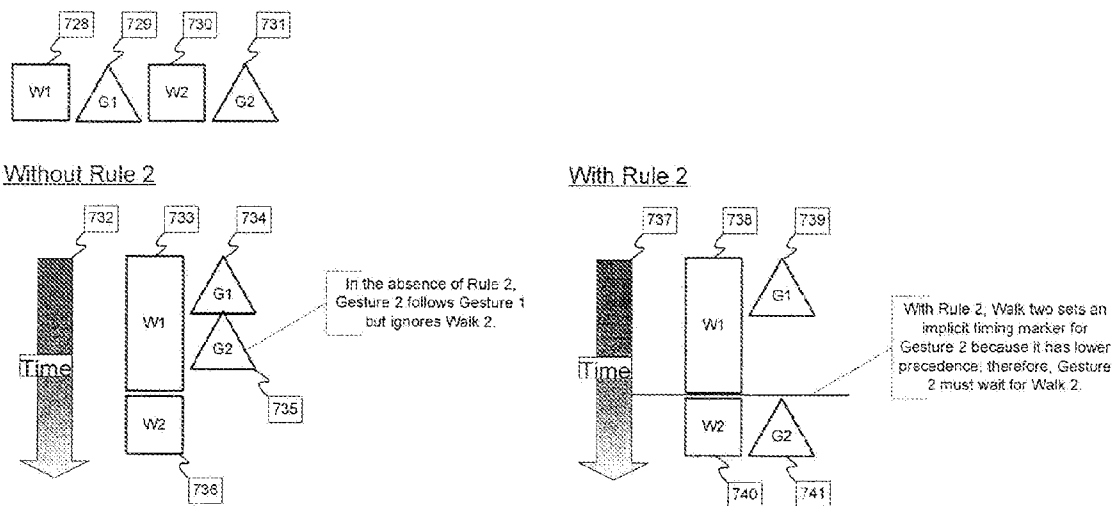 728 729 730 731
W1 G1 W2 G2
Without Rule 2
732 733 734
G1
W1
G2
Time
W2
735
736
In the absence of Rule 2,
Gesture 2 follows Gesture 1
but ignores Walk 2.
With Rule 2
737 738 739
G1
W1
Time
W2 G2
740 741
With Rule 2, Walk two sets an
implicit timing marker for
Gesture 2 because it has lower
precedence; therefore, Gesture
2 must wait for Walk 2.